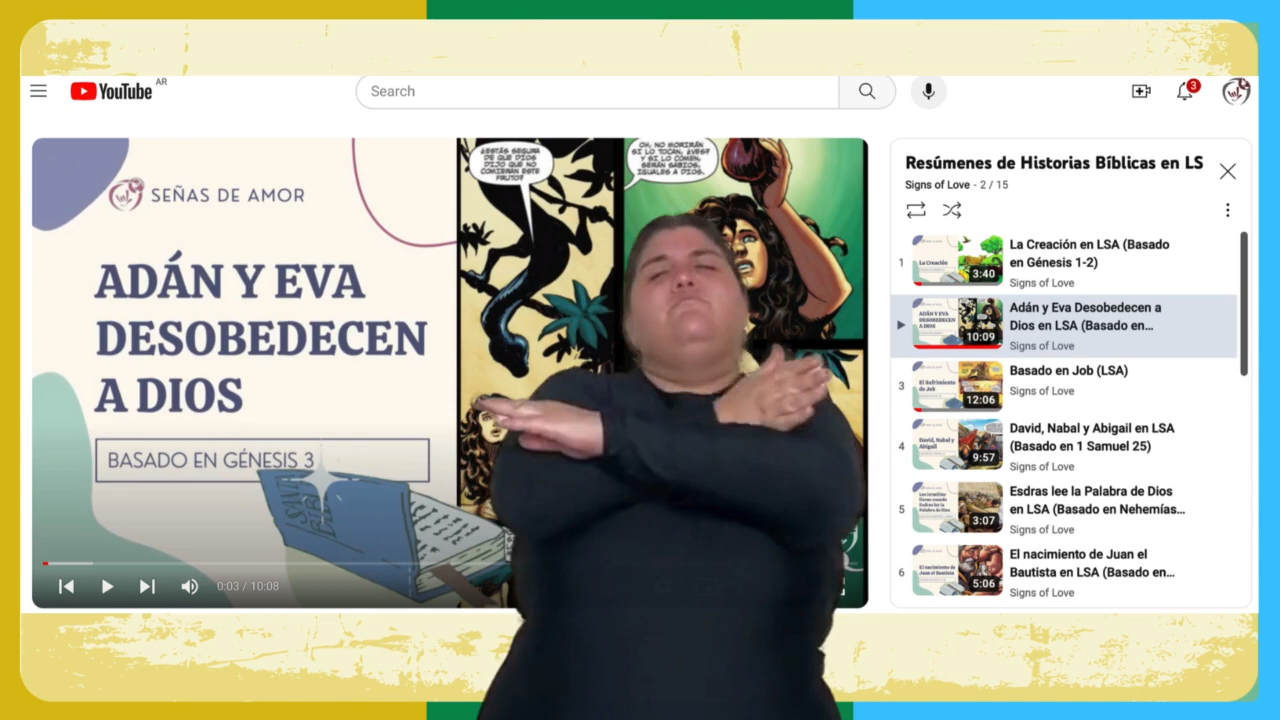 YouTube AR
Search
3
¿ESTÁS SEGURA
DE QUE DIOS
DIJO QUE NO
COMIERAN ESTE
FRUTO?
OH, NO MORIRÁN
SI LO TOCAN, ¿VES?
Y SI LO COMEN,
SERÁN SABIOS,
IGUALES A DIOS.
SEÑAS DE AMOR
ADÁN Y EVA
DESOBEDECEN
A DIOS
BASADO EN GÉNESIS 3
0:03 / 10:08
Resúmenes de Historias Bíblicas en LS
Signs of Love - 2 / 15
1
La Creación
3:40
La Creación en LSA (Basado
en Génesis 1-2)
Signs of Love
ADÁN Y EVA
DESOBEDECEN
A DIOS
10:09
Adán y Eva Desobedecen a
Dios en LSA (Basado en...
Signs of Love
3
El Sufrimiento
de Job
12:06
Basado en Job (LSA)
Signs of Love
4
David, Nabal y
Abigail
9:57
David, Nabal y Abigail en LSA
(Basado en 1 Samuel 25)
Signs of Love
5
3:07
Esdras lee la Palabra de Dios
en LSA (Basado en Nehemías...
Signs of Love
6
El nacimiento de
Juan el Bautista
5:06
El nacimiento de Juan el
Bautista en LSA (Basado en...
Signs of Love